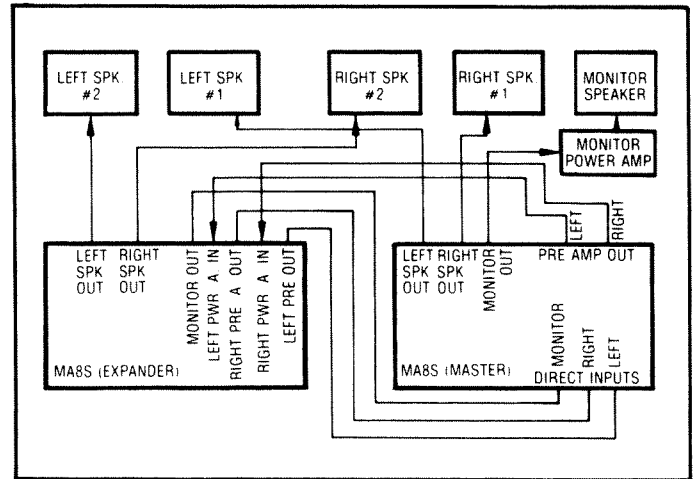 LEFT SPK.
#2
LEFT SPK
#1
RIGHT SPK
#2
RIGHT SPK.
#1
MONITOR
SPEAKER
MONITOR
POWER AMP
LEFT
RIGHT
LEFT
SPK
OUT
RIGHT
SPK
OUT
MONITOR OUT
LEFT PWR A IN
RIGHT PRE A OUT
RIGHT PWR A IN
LEFT PRE OUT
MA8S (EXPANDER)
LEFT
SPK
OUT
RIGHT
SPK
OUT
MONITOR
OUT
PRE AMP OUT
MONITOR
RIGHT
LEFT
MA8S (MASTER)
DIRECT INPUTS